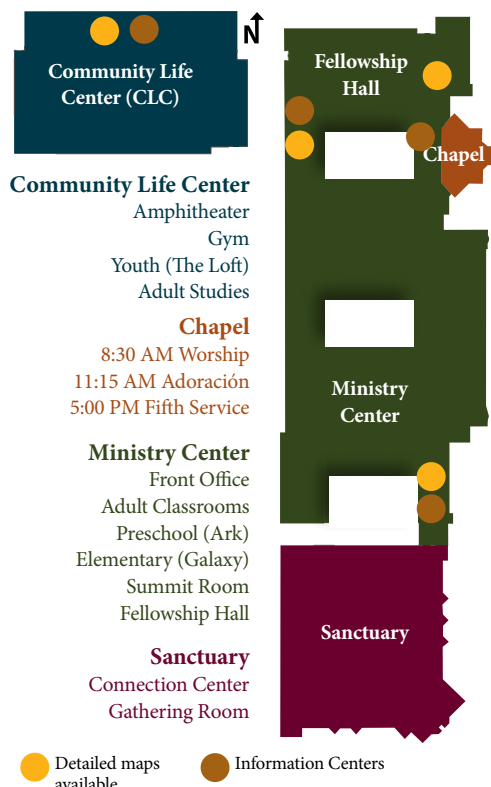 N
Community Life
Center (CLC)
Fellowship
Hall
Chapel
Community Life Center
Amphitheater
Gym
Youth (The Loft)
Adult Studies
Chapel
8:30 AM Worship
11:15 AM Adoración
5:00 PM Fifth Service
Ministry
Center
Ministry Center
Front Office
Adult Classrooms
Preschool (Ark)
Elementary (Galaxy)
Summit Room
Fellowship Hall
Sanctuary
Sanctuary
Connection Center
Gathering Room
Detailed maps
available
Information Centers